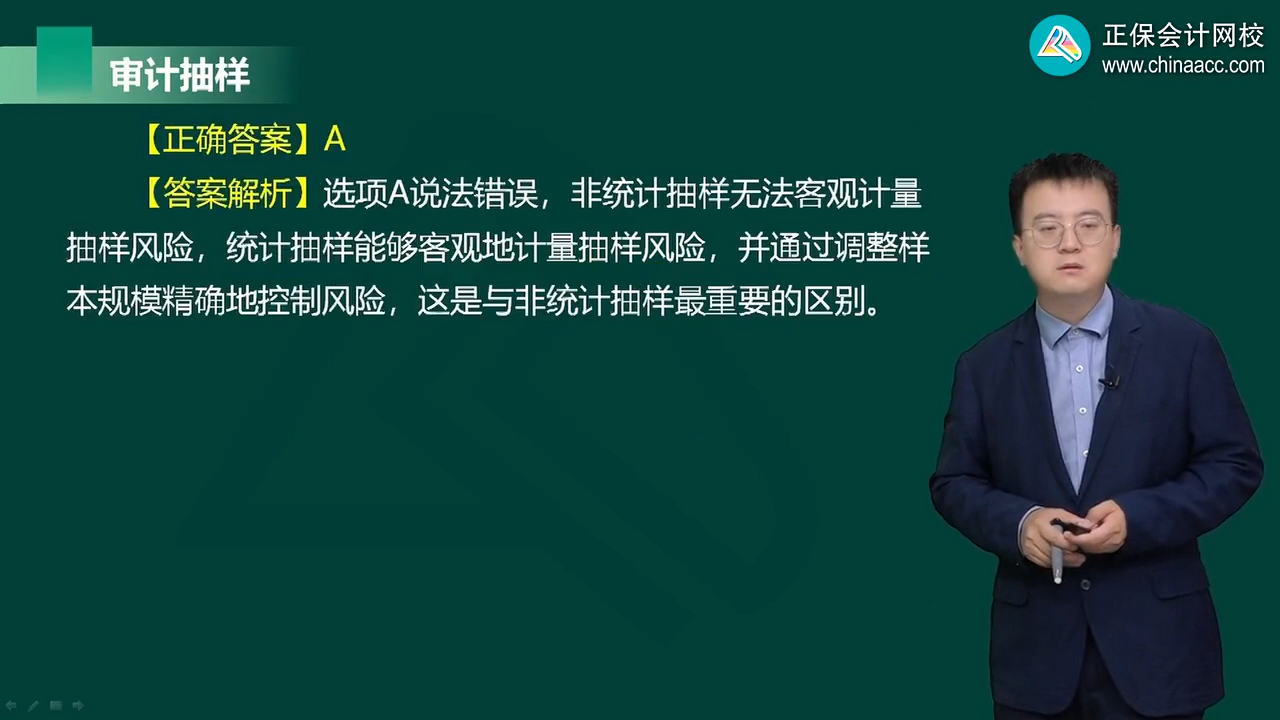 正保会计网校
www.chinaacc.com
审计抽样
【正确答案】A
【答案解析】选项A说法错误，非统计抽样无法客观计量
抽样风险，统计抽样能够客观地计量抽样风险，并通过调整样
本规模精确地控制风险，这是与非统计抽样最重要的区别。